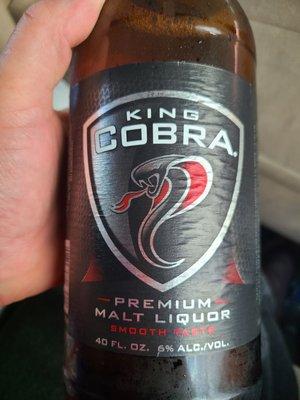 KING
COBRA®
PREMIUM
MALT LIQUOR
SMOOTH TASTE
40 FL. OZ. 6% ALC./VOL.